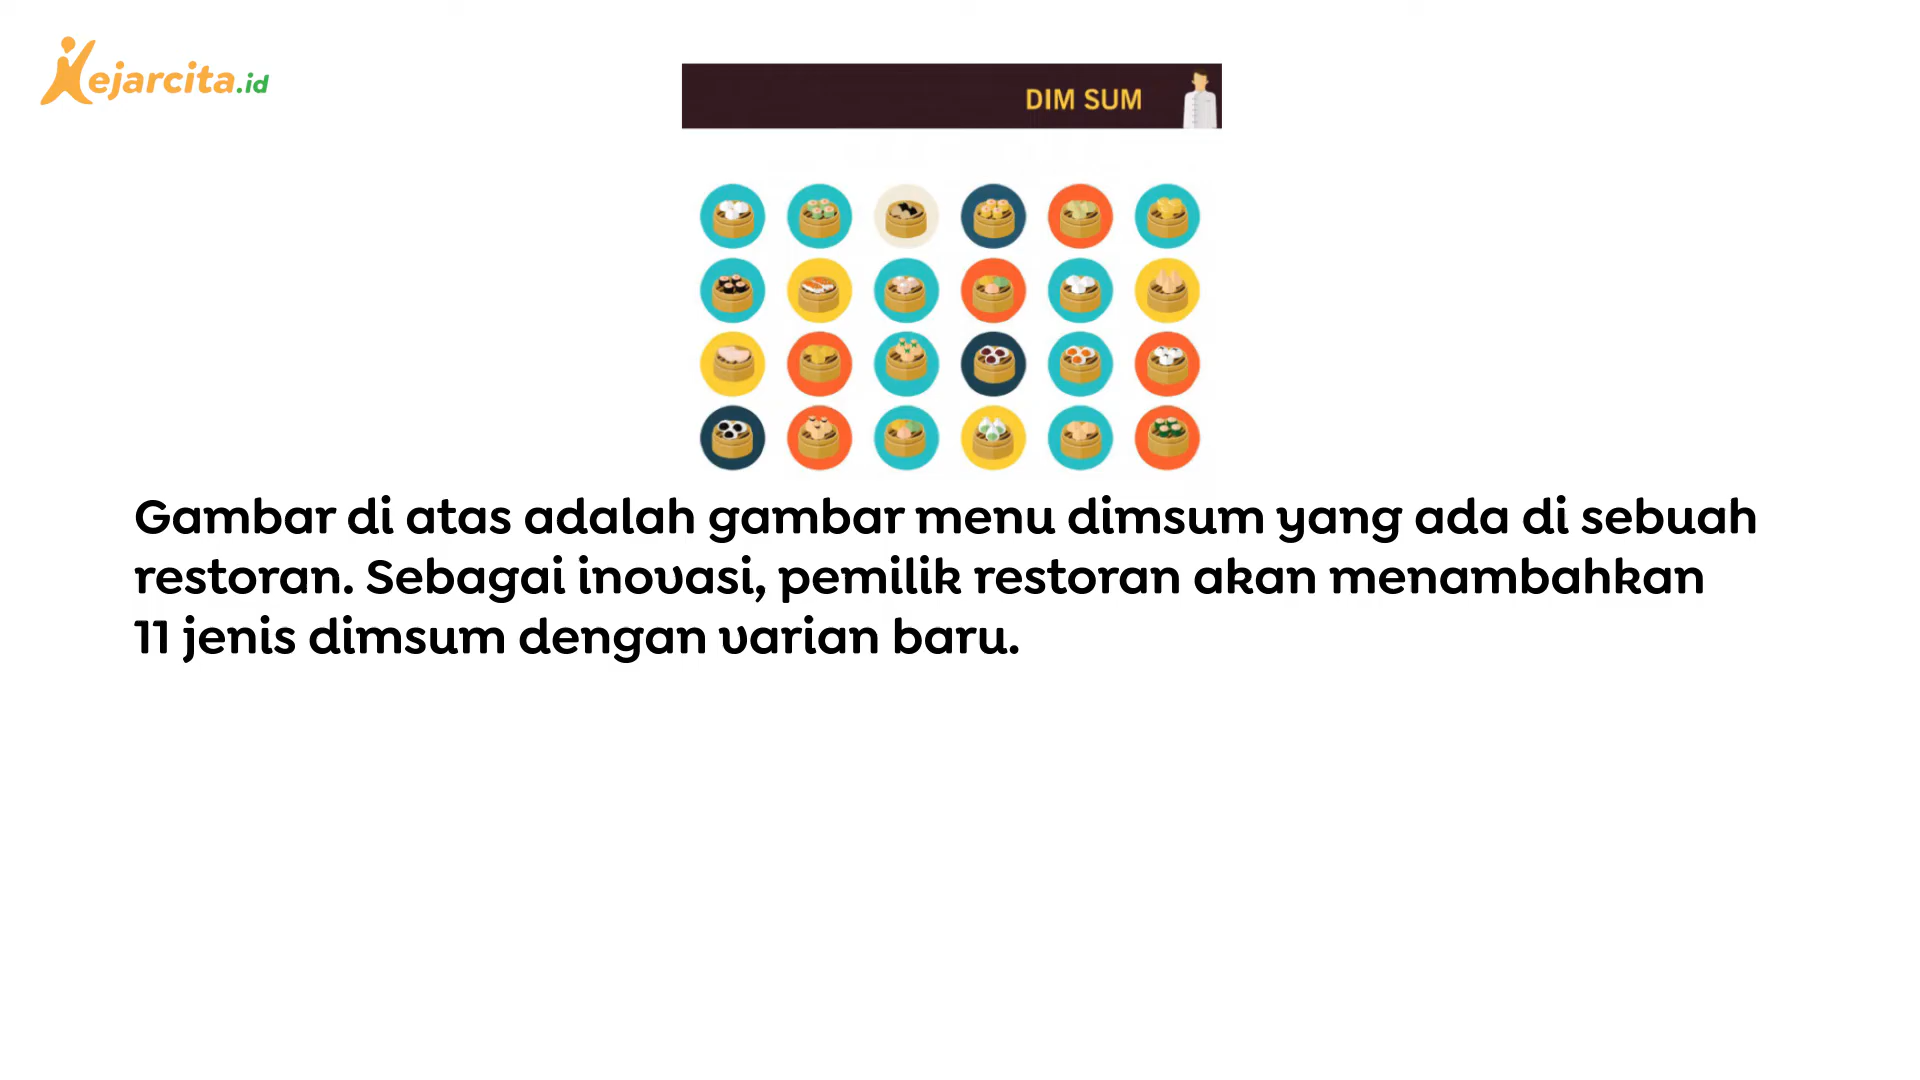 Kejarcita.id
DIM SUM
Gambar di atas adalah gambar menu dimsum yang ada di sebuah
restoran. Sebagai inovasi, pemilik restoran akan menambahkan
11 jenis dimsum dengan varian baru.